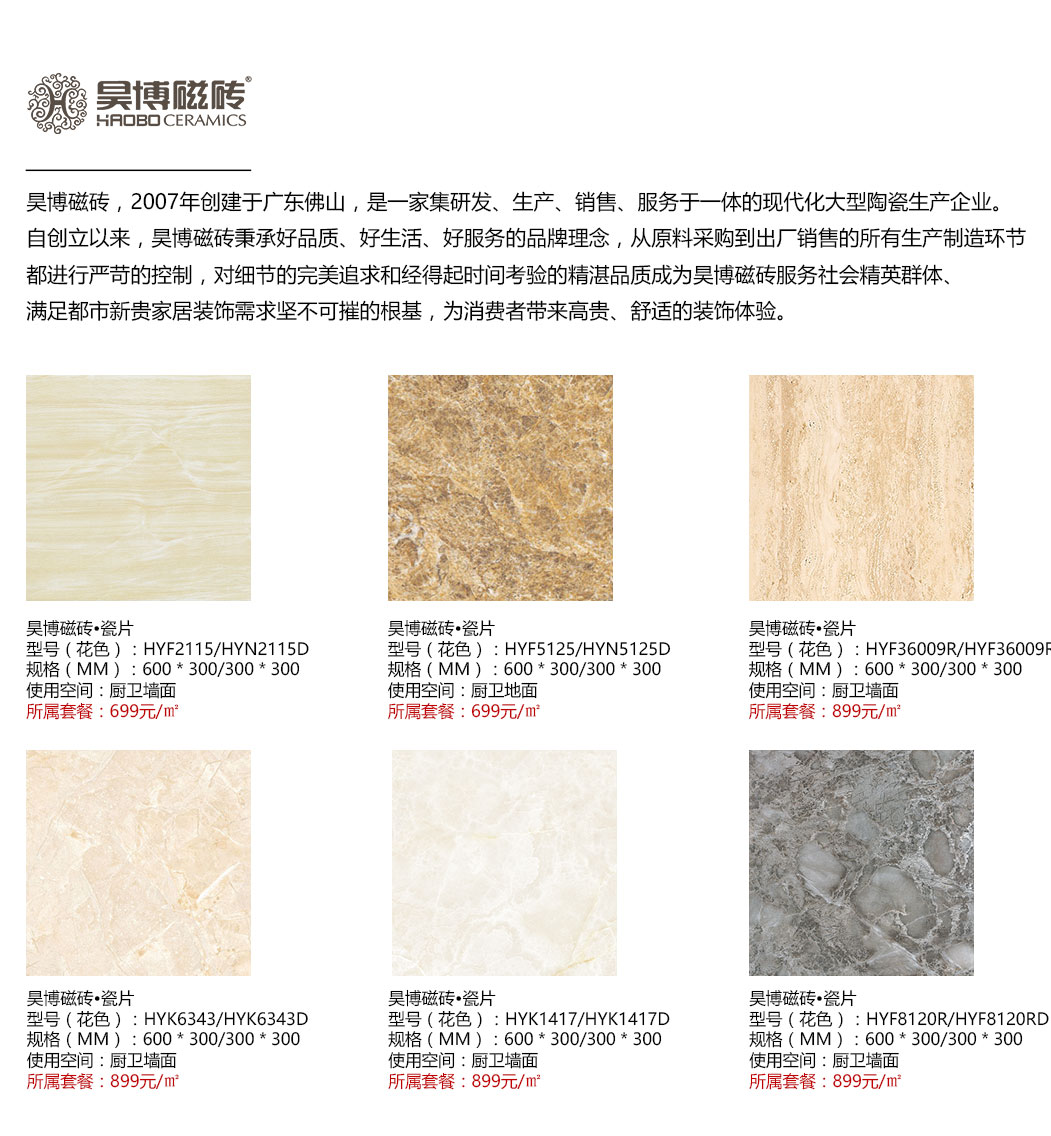 昊博磁砖®
HAOBO CERAMICS
昊博磁砖，2007年创建于广东佛山，是一家集研发、生产、销售、服务于一体的现代化大型陶瓷生产企业。
自创立以来，昊博磁砖秉承好品质、好生活、好服务的品牌理念，从原料采购到出厂销售的所有生产制造环节
都进行严苛的控制，对细节的完美追求和经得起时间考验的精湛品质成为昊博磁砖服务社会精英群体、
满足都市新贵家居装饰需求坚不可摧的根基，为消费者带来高贵、舒适的装饰体验。
昊博磁砖•瓷片
型号（花色）：HYF2115/HYN2115D
规格（MM）：600 * 300/300 * 300
使用空间：厨卫墙面
所属套餐：699元/㎡
昊博磁砖•瓷片
型号（花色）：HYF5125/HYN5125D
规格（MM）：600 * 300/300 * 300
使用空间：厨卫地面
所属套餐：699元/㎡
昊博磁砖•瓷片
型号（花色）：HYF36009R/HYF36009R
规格（MM）：600 * 300/300 * 300
使用空间：厨卫墙面
所属套餐：899元/㎡
昊博磁砖•瓷片
型号（花色）：HYK6343/HYK6343D
规格（MM）：600 * 300/300 * 300
使用空间：厨卫墙面
所属套餐：899元/㎡
昊博磁砖•瓷片
型号（花色）：HYK1417/HYK1417D
规格（MM）：600 * 300/300 * 300
使用空间：厨卫墙面
所属套餐：899元/㎡
昊博磁砖•瓷片
型号（花色）：HYF8120R/HYF8120RD
规格（MM）：600 * 300/300 * 300
使用空间：厨卫墙面
所属套餐：899元/㎡